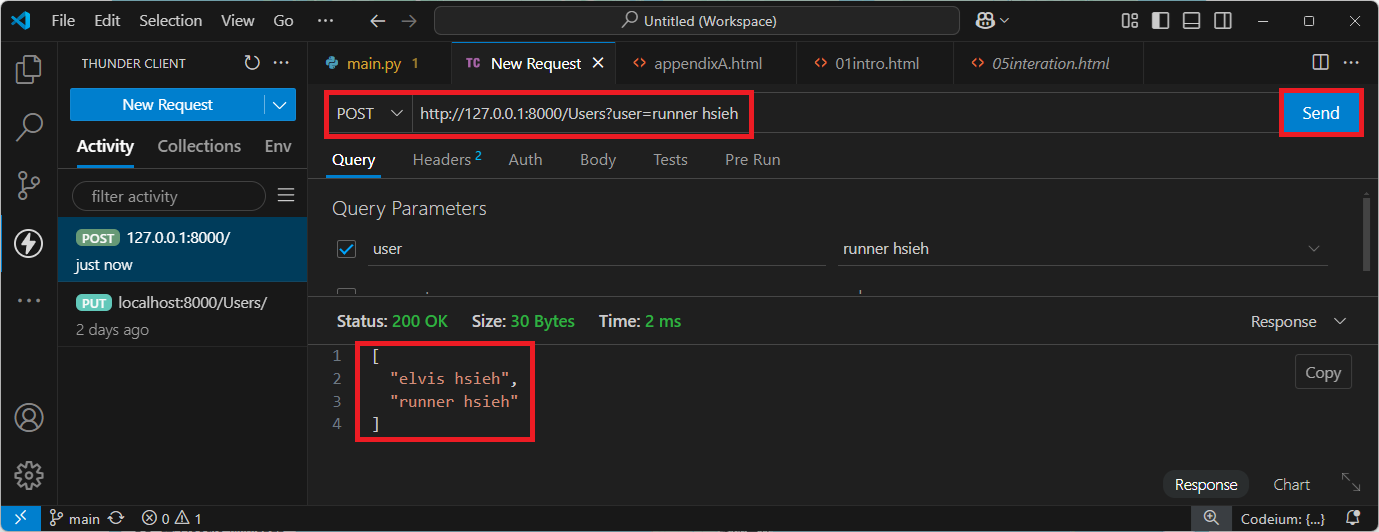 File Edit Selection View Go ··· Untitled (Workspace)
THUNDER CLIENT ···
main.py 1 TC New Request appendixA.html 01intro.html 05interation.html ···
New Request
POST http://127.0.0.1:8000/Users?user=runner hsieh Send
Activity Collections Env
Query Headers 2 Auth Body Tests Pre Run
filter activity
Query Parameters
POST 127.0.0.1:8000/
just now
user runner hsieh
PUT localhost:8000/Users/
2 days ago
Status: 200 OK Size: 30 Bytes Time: 2 ms Response
1 [
2 "elvis hsieh",
3 "runner hsieh"
4 ]
Copy
Response Chart
main 0 1 Codeium: {...}